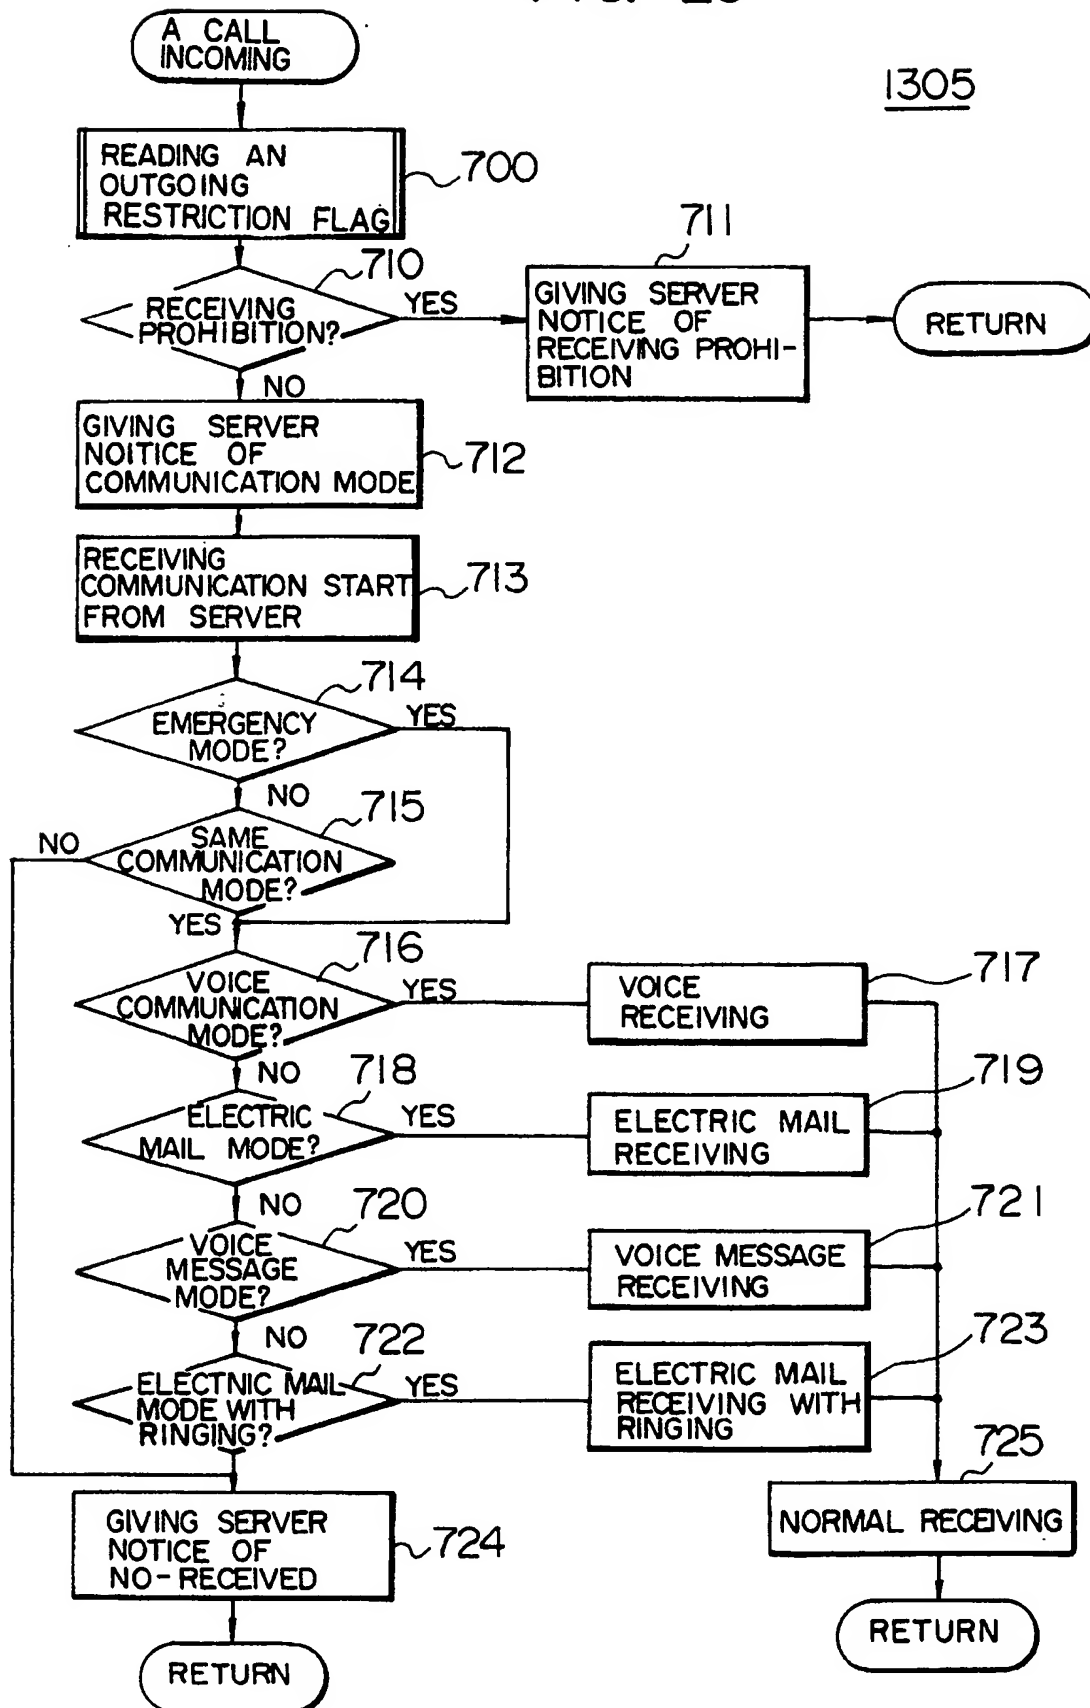 A CALL
INCOMING
1305
READING AN
OUTGOING
RESTRICTION FLAG
700
710
RECEIVING
PROHIBITION?
YES
NO
711
GIVING SERVER
NOTICE OF
RECEIVING PROHI-
BITION
RETURN
GIVING SERVER
NOITICE OF
COMMUNICATION MODE
712
RECEIVING
COMMUNICATION START
FROM SERVER
713
714
EMERGENCY
MODE?
YES
NO
715
NO
SAME
COMMUNICATION
MODE?
YES
716
VOICE
COMMUNICATION
MODE?
YES
NO
VOICE
RECEIVING
717
718
ELECTRIC
MAIL MODE?
YES
NO
ELECTRIC MAIL
RECEIVING
719
720
VOICE
MESSAGE
MODE?
YES
NO
VOICE MESSAGE
RECEIVING
721
722
ELECTNIC MAIL
MODE WITH
RINGING?
YES
ELECTRIC MAIL
RECEIVING WITH
RINGING
723
725
NORMAL RECEIVING
RETURN
GIVING SERVER
NOTICE OF
NO-RECEIVED
724
RETURN